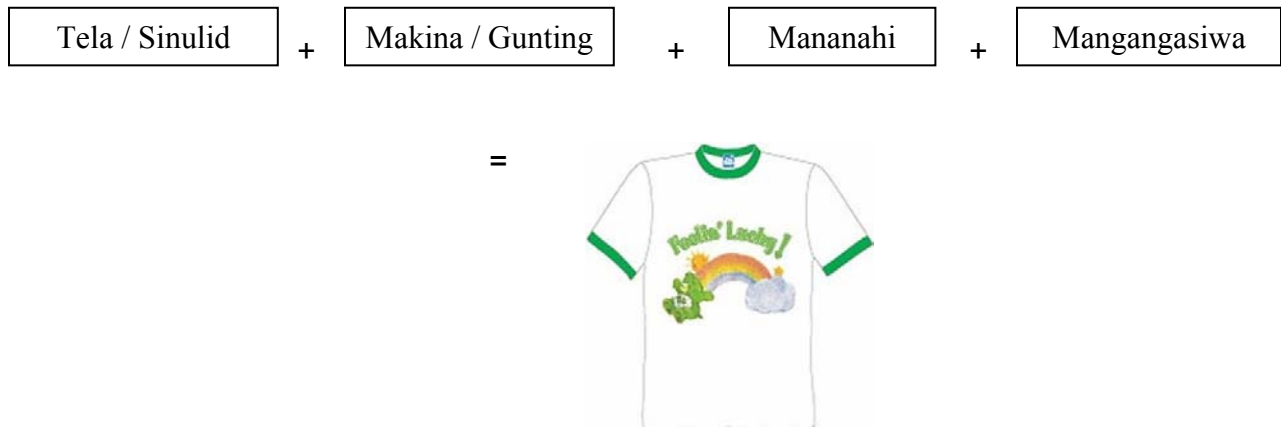 Tela / Sinulid + Makina / Gunting + Mananahi + Mangangasiwa
=
Feelin' Lucky!